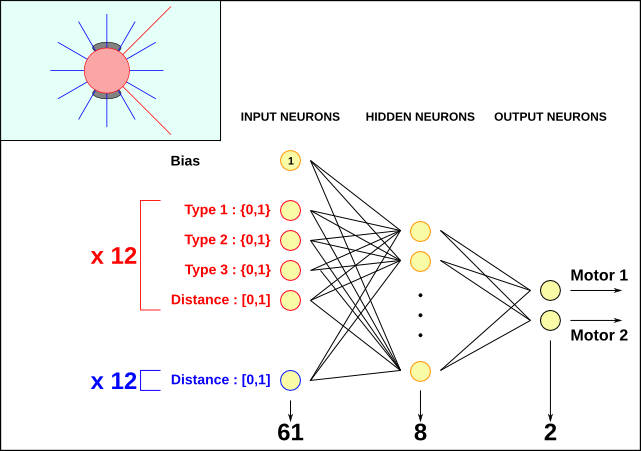 INPUT NEURONS HIDDEN NEURONS OUTPUT NEURONS
Bias 1
Type 1 : {0,1}
Type 2 : {0,1}
x 12
Type 3 : {0,1}
Distance : [0,1]
Motor 1
Motor 2
x 12 Distance : [0,1]
61 8 2